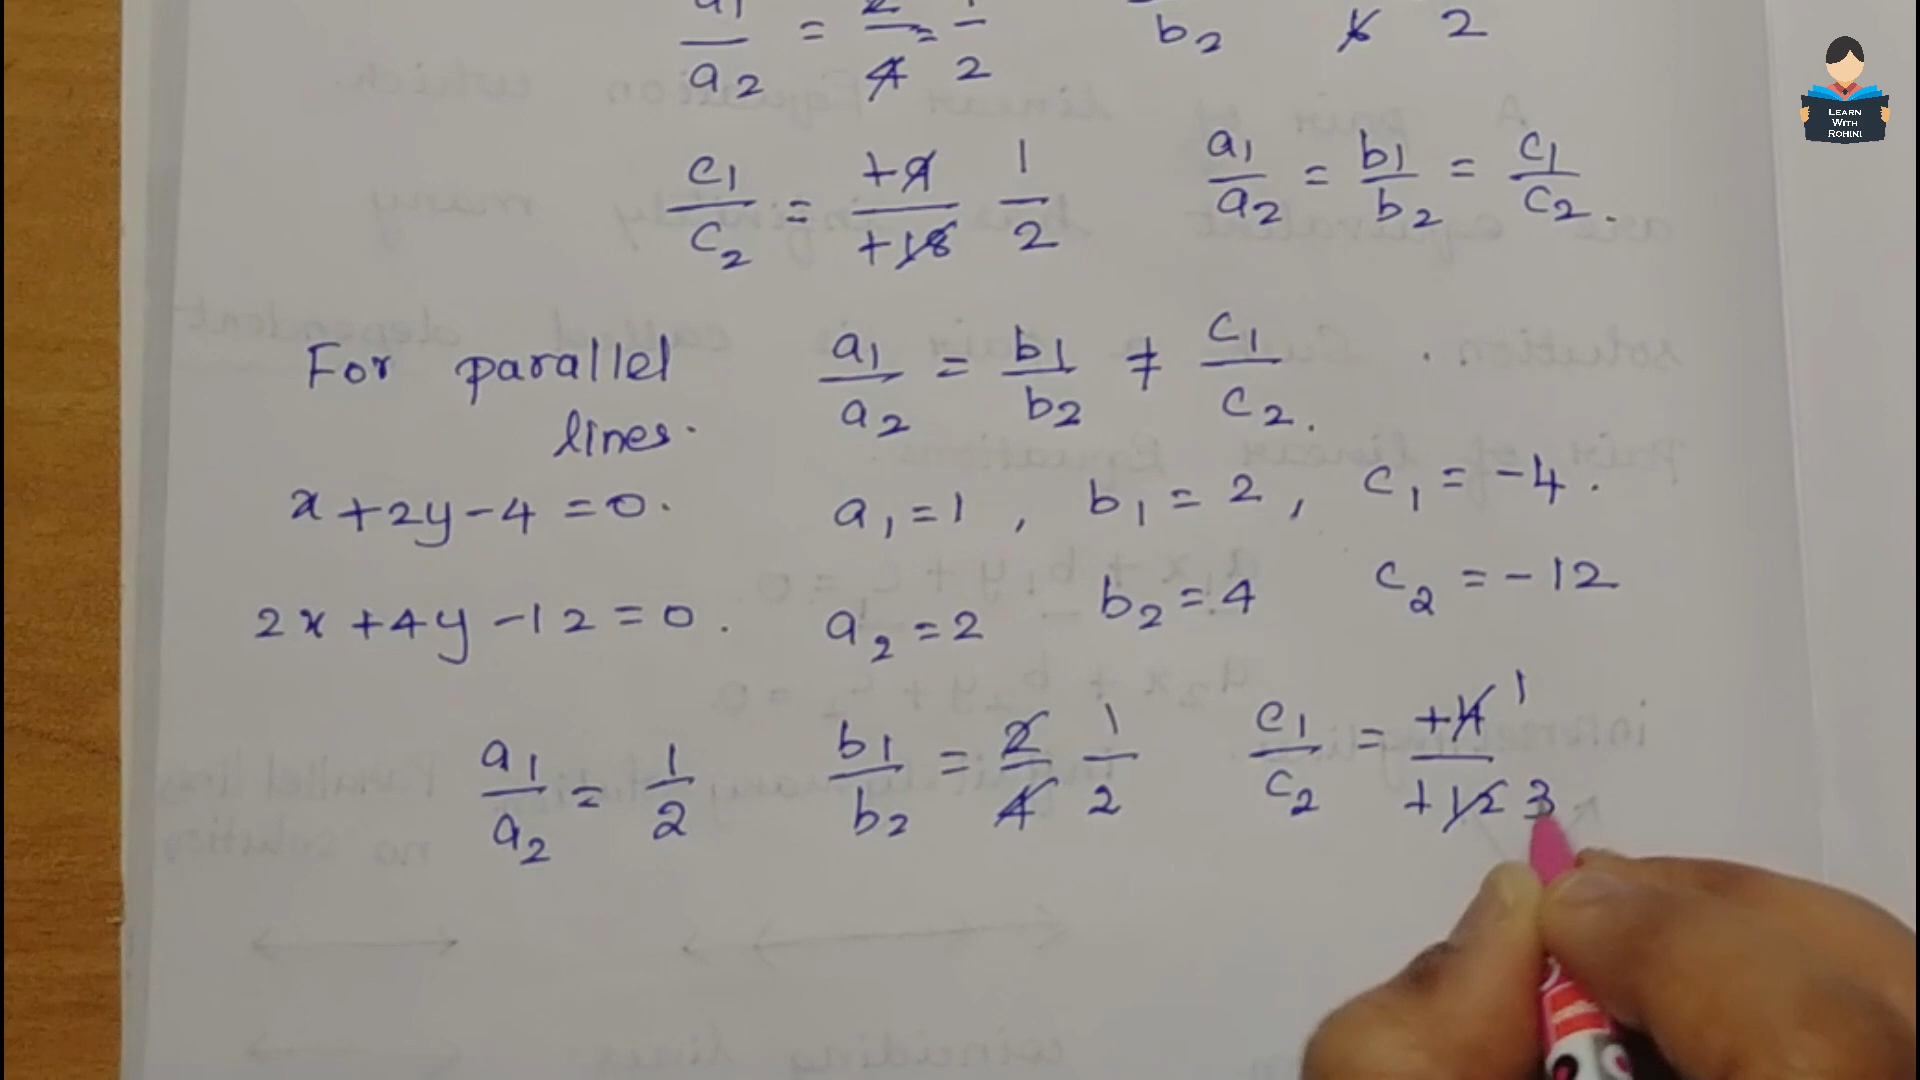 a1/a2 = 2/4 = 1/2    b2    6    2
c1/c2 = +9/+18 1/2    a1/a2 = b1/b2 = c1/c2.
For parallel lines.    a1/a2 = b1/b2 ≠ c1/c2.
x+2y-4=0.    a1=1, b1=2, c1=-4.
2x+4y-12=0.    a2=2    b2=4    c2=-12
a1/a2 = 1/2    b1/b2 = 2/4 1/2    c1/c2 = +4/+12 1 3
LEARN
WITH
ROHINI